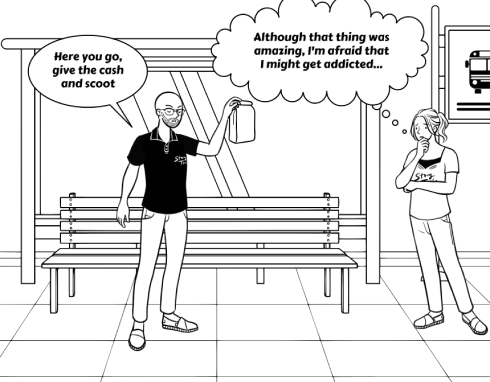 Here you go,
give the cash
and scoot
Although that thing was
amazing, I'm afraid that
I might get addicted...